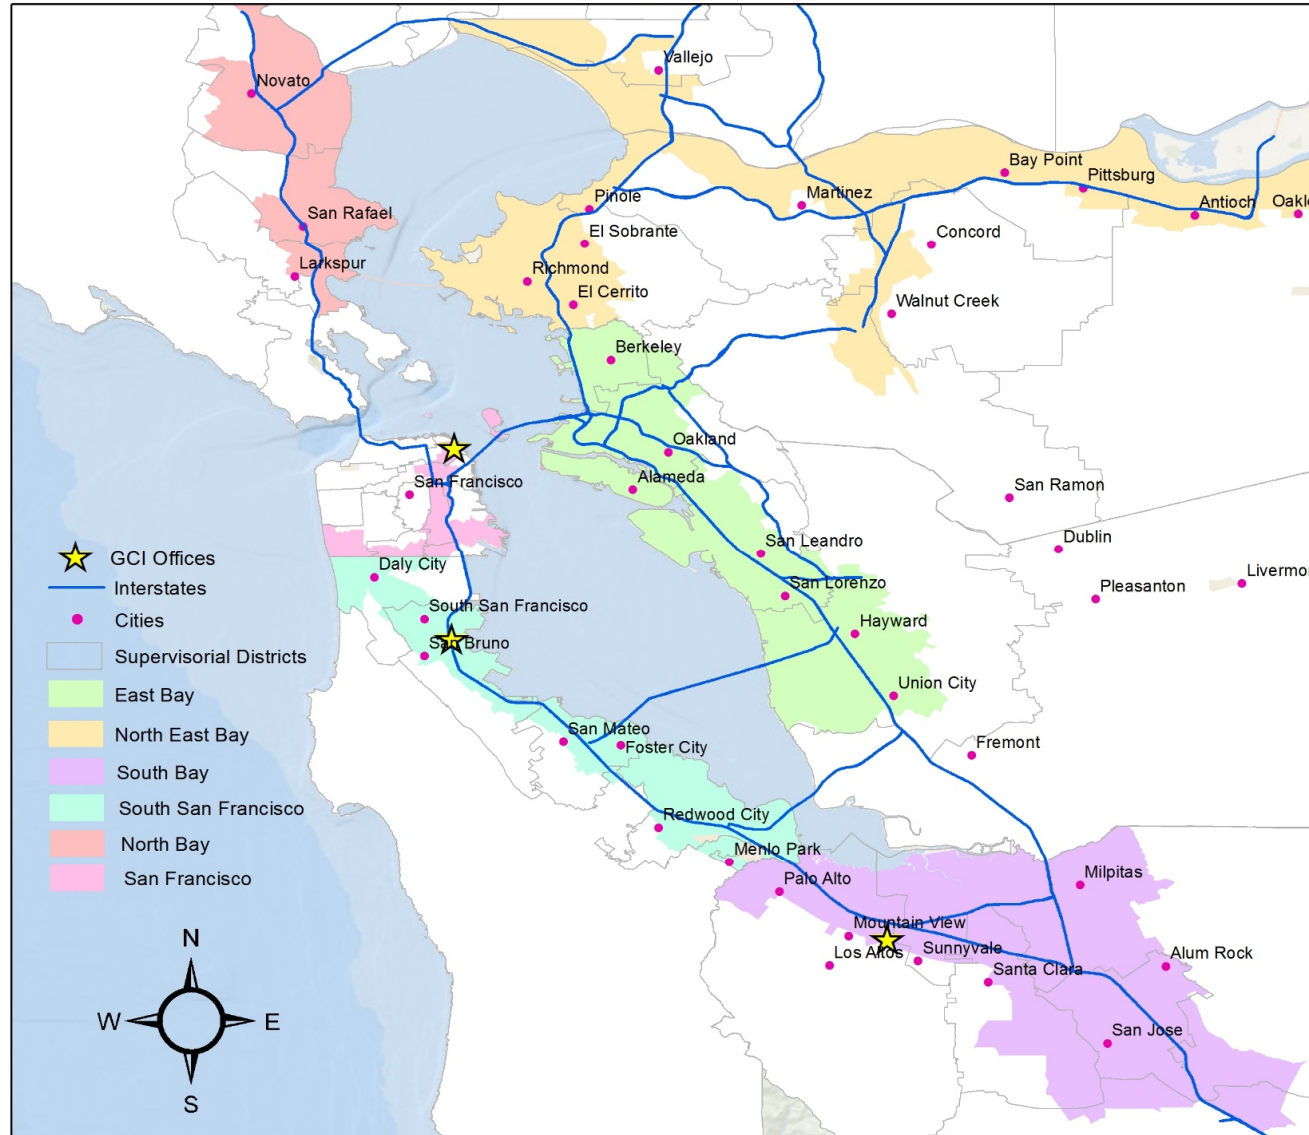 Novato
Vallejo
Bay Point
Pittsburg
Pinole
Martinez
Antioch
Oakl
San Rafael
El Sobrante
Concord
Larkspur
Richmond
El Cerrito
Walnut Creek
Berkeley
Oakland
San Francisco
Alameda
San Ramon
San Leandro
Dublin
GCI Offices
Daly City
San Lorenzo
Pleasanton
Livermo
Interstates
South San Francisco
Hayward
Cities
San Bruno
Supervisorial Districts
East Bay
Union City
North East Bay
San Mateo
Foster City
Fremont
South Bay
South San Francisco
Redwood City
North Bay
Menlo Park
San Francisco
Palo Alto
Milpitas
Mountain View
N
Los Altos
Sunnyvale
Alum Rock
Santa Clara
W
E
San Jose
S